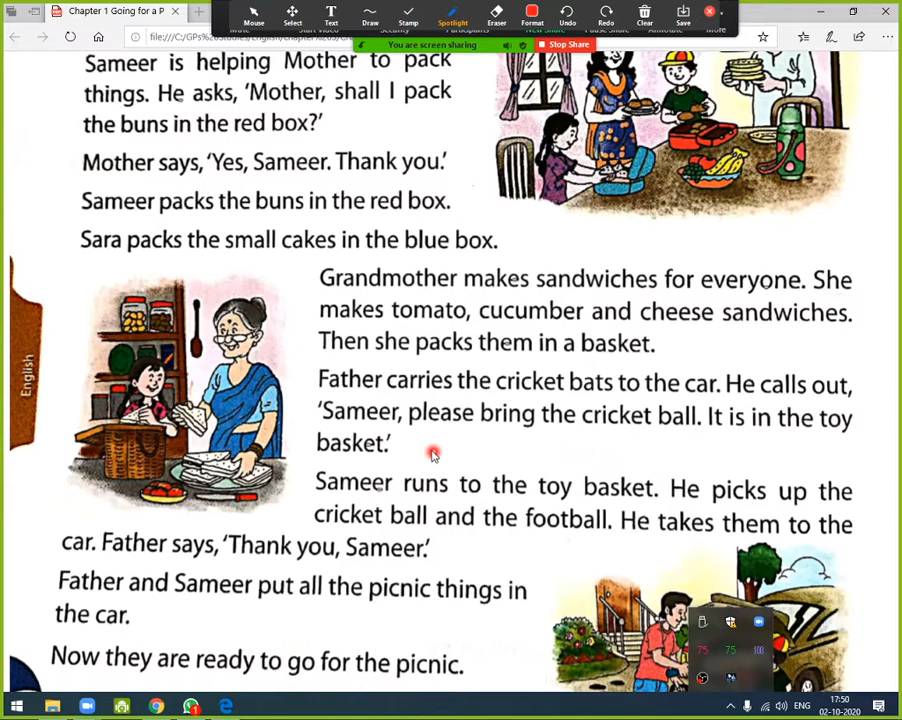 Chapter 1 Going for a P
Mouse
Select
Text
Draw
Stamp
Spotlight
Eraser
Format
Undo
Redo
Clear
Save
You are screen sharing
Stop Share
Sameer is helping Mother to pack
things. He asks, 'Mother, shall I pack
the buns in the red box?'
Mother says, 'Yes, Sameer. Thank you.'
Sameer packs the buns in the red box.
Sara packs the small cakes in the blue box.
Grandmother makes sandwiches for everyone. She
makes tomato, cucumber and cheese sandwiches.
Then she packs them in a basket.
Father carries the cricket bats to the car. He calls out,
'Sameer, please bring the cricket ball. It is in the toy
basket.'
English
Sameer runs to the toy basket. He picks up the
cricket ball and the football. He takes them to the
car. Father says, 'Thank you, Sameer.'
Father and Sameer put all the picnic things in
the car.
Now they are ready to go for the picnic.
75
75
100
ENG
17:50
02-10-2020